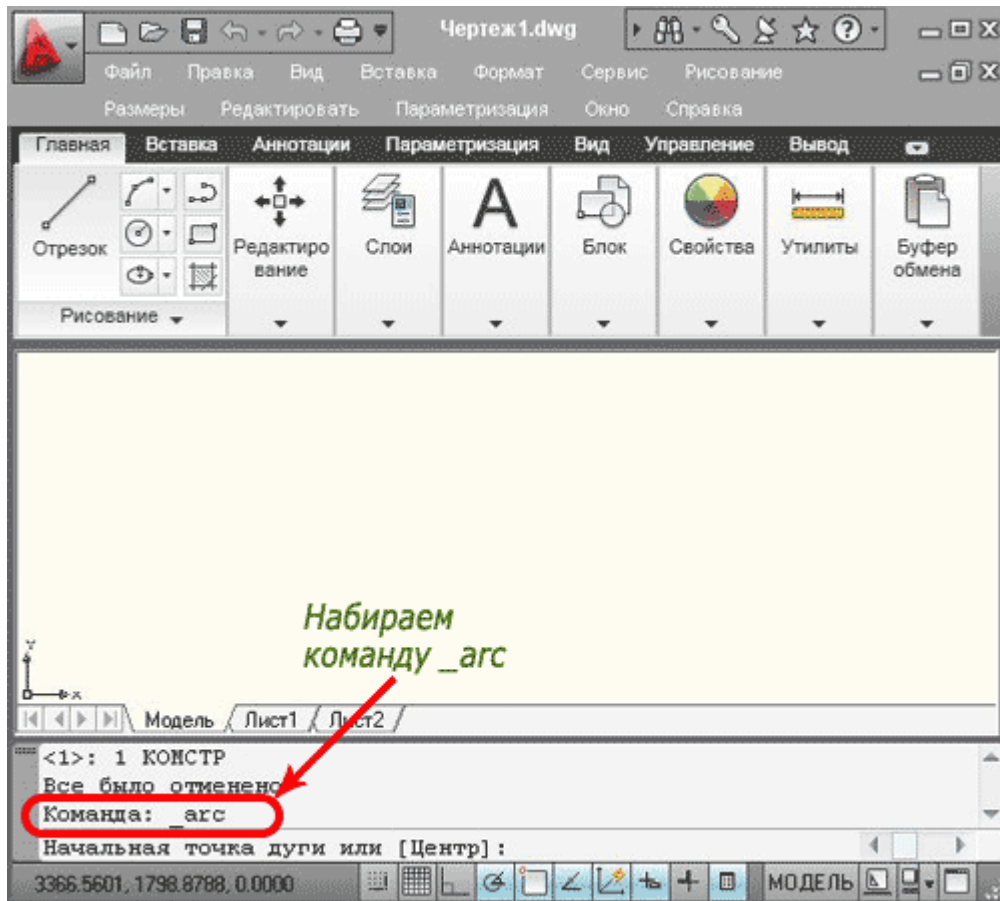 Чертеж1.dwg
Файл Правка Вид Вставка Формат Сервис Рисование
Размеры Редактировать Параметризация Окно Справка
Главная Вставка Аннотации Параметризация Вид Управление Вывод
Отрезок
Редактиро
вание
Слои
Аннотации
Блок
Свойства
Утилиты
Буфер
обмена
Рисование
Набираем
команду _arc
Y
X
Модель Лист1 Лист2
<1>: 1 КОМСТР
Все было отменено
Команда: _arc
Начальная точка дуги или [Центр]:
3366.5601, 1798.8788, 0.0000 МОДЕЛЬ